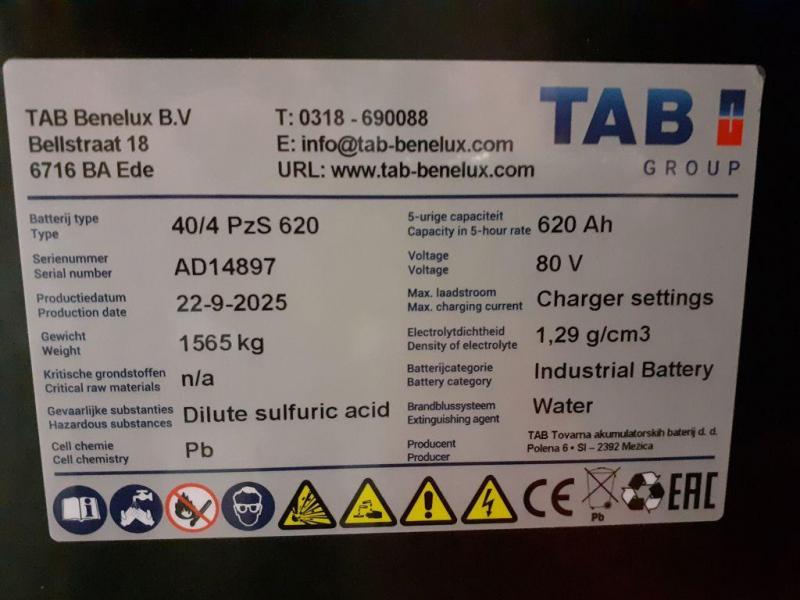 TAB Benelux B.V
Bellstraat 18
6716 BA Ede
T: 0318 - 690088
E: info@tab-benelux.com
URL: www.tab-benelux.com
TAB
GROUP
Batterij type
Type
40/4 PzS 620
Serienummer
Serial number
AD14897
Productiedatum
Production date
22-9-2025
Gewicht
Weight
1565 kg
Kritische grondstoffen
Critical raw materials
n/a
Gevaarlijke substanties
Hazardous substances
Dilute sulfuric acid
Cell chemie
Cell chemistry
Pb
5-urige capaciteit
Capacity in 5-hour rate
620 Ah
Voltage
Voltage
80 V
Max. laadstroom
Max. charging current
Charger settings
Electrolytdichtheid
Density of electrolyte
1,29 g/cm3
Batterijcategorie
Battery category
Industrial Battery
Brandblussysteem
Extinguishing agent
Water
Producent
Producer
TAB Tovarna akumulatorskih baterij d. d.
Polena 6 • SI – 2392 Mežica
CE
Pb
EAC